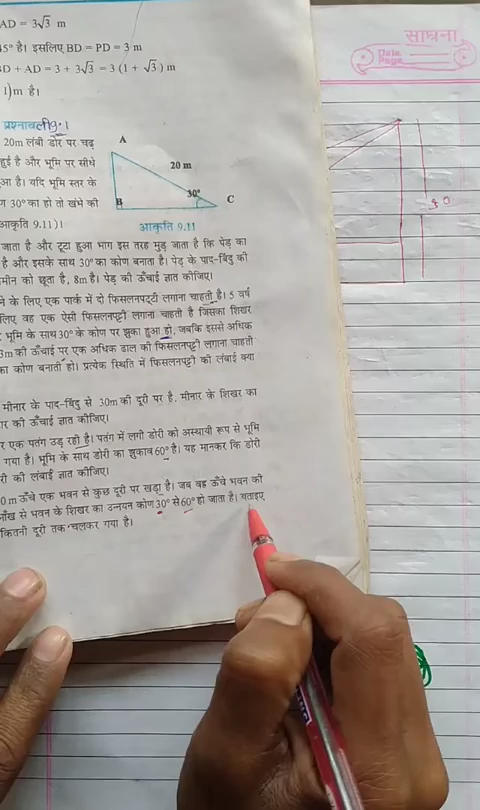 AD = 3√3 m
45° है। इसलिए BD = PD = 3 m
BD + AD = 3 + 3√3 = 3 (1 + √3) m
1)m है।
प्रश्नावली 9.1
20m लंबी डोर पर चढ़
हुई है और भूमि पर सीधे
हुआ है। यदि भूमि स्तर के
ण 30° का हो तो खंभे की
आकृति 9.11)।
A
20 m
30°
B
C
आकृति 9.11
जाता है और टूटा हुआ भाग इस तरह मुड़ जाता है कि पेड़ का
है और इसके साथ 30° का कोण बनाता है। पेड़ के पाद-बिंदु की
मीन को छूता है, 8m है। पेड़ की ऊँचाई ज्ञात कीजिए।
ने के लिए एक पार्क में दो फिसलनपट्टी लगाना चाहती है। 5 वर्ष
लिए वह एक ऐसी फिसलनपट्टी लगाना चाहती है जिसका शिखर
भूमि के साथ 30° के कोण पर झुका हुआ हो, जबकि इससे अधिक
3m की ऊँचाई पर एक अधिक ढाल की फिसलनपट्टी लगाना चाहती
का कोण बनाती हो। प्रत्येक स्थिति में फिसलनपट्टी की लंबाई क्या
मीनार के पाद-बिंदु से 30m की दूरी पर है, मीनार के शिखर का
र की ऊँचाई ज्ञात कीजिए।
र एक पतंग उड़ रही है। पतंग में लगी डोरी को अस्थायी रूप से भूमि
गया है। भूमि के साथ डोरी का झुकाव 60° है। यह मानकर कि डोरी
री की लंबाई ज्ञात कीजिए।
0 m ऊँचे एक भवन से कुछ दूरी पर खड़ा है। जब वह ऊँचे भवन की
आँख से भवन के शिखर का उन्नयन कोण 30° से 60° हो जाता है। बताइए
कितनी दूरी तक चलकर गया है।
साधना
Date
Page
30